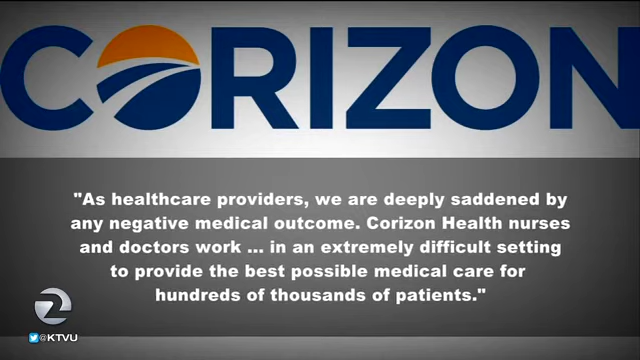 CORIZON
"As healthcare providers, we are deeply saddened by
any negative medical outcome. Corizon Health nurses
and doctors work ... in an extremely difficult setting
to provide the best possible medical care for
hundreds of thousands of patients."
2
@KTVU